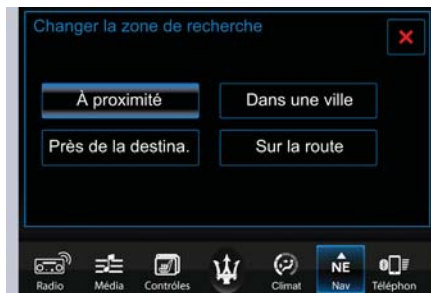 Changer la zone de recherche
À proximité
Dans une ville
Près de la destina.
Sur la route
NE
Radio
Média
Contróles
Climat
Nav
Téléphon